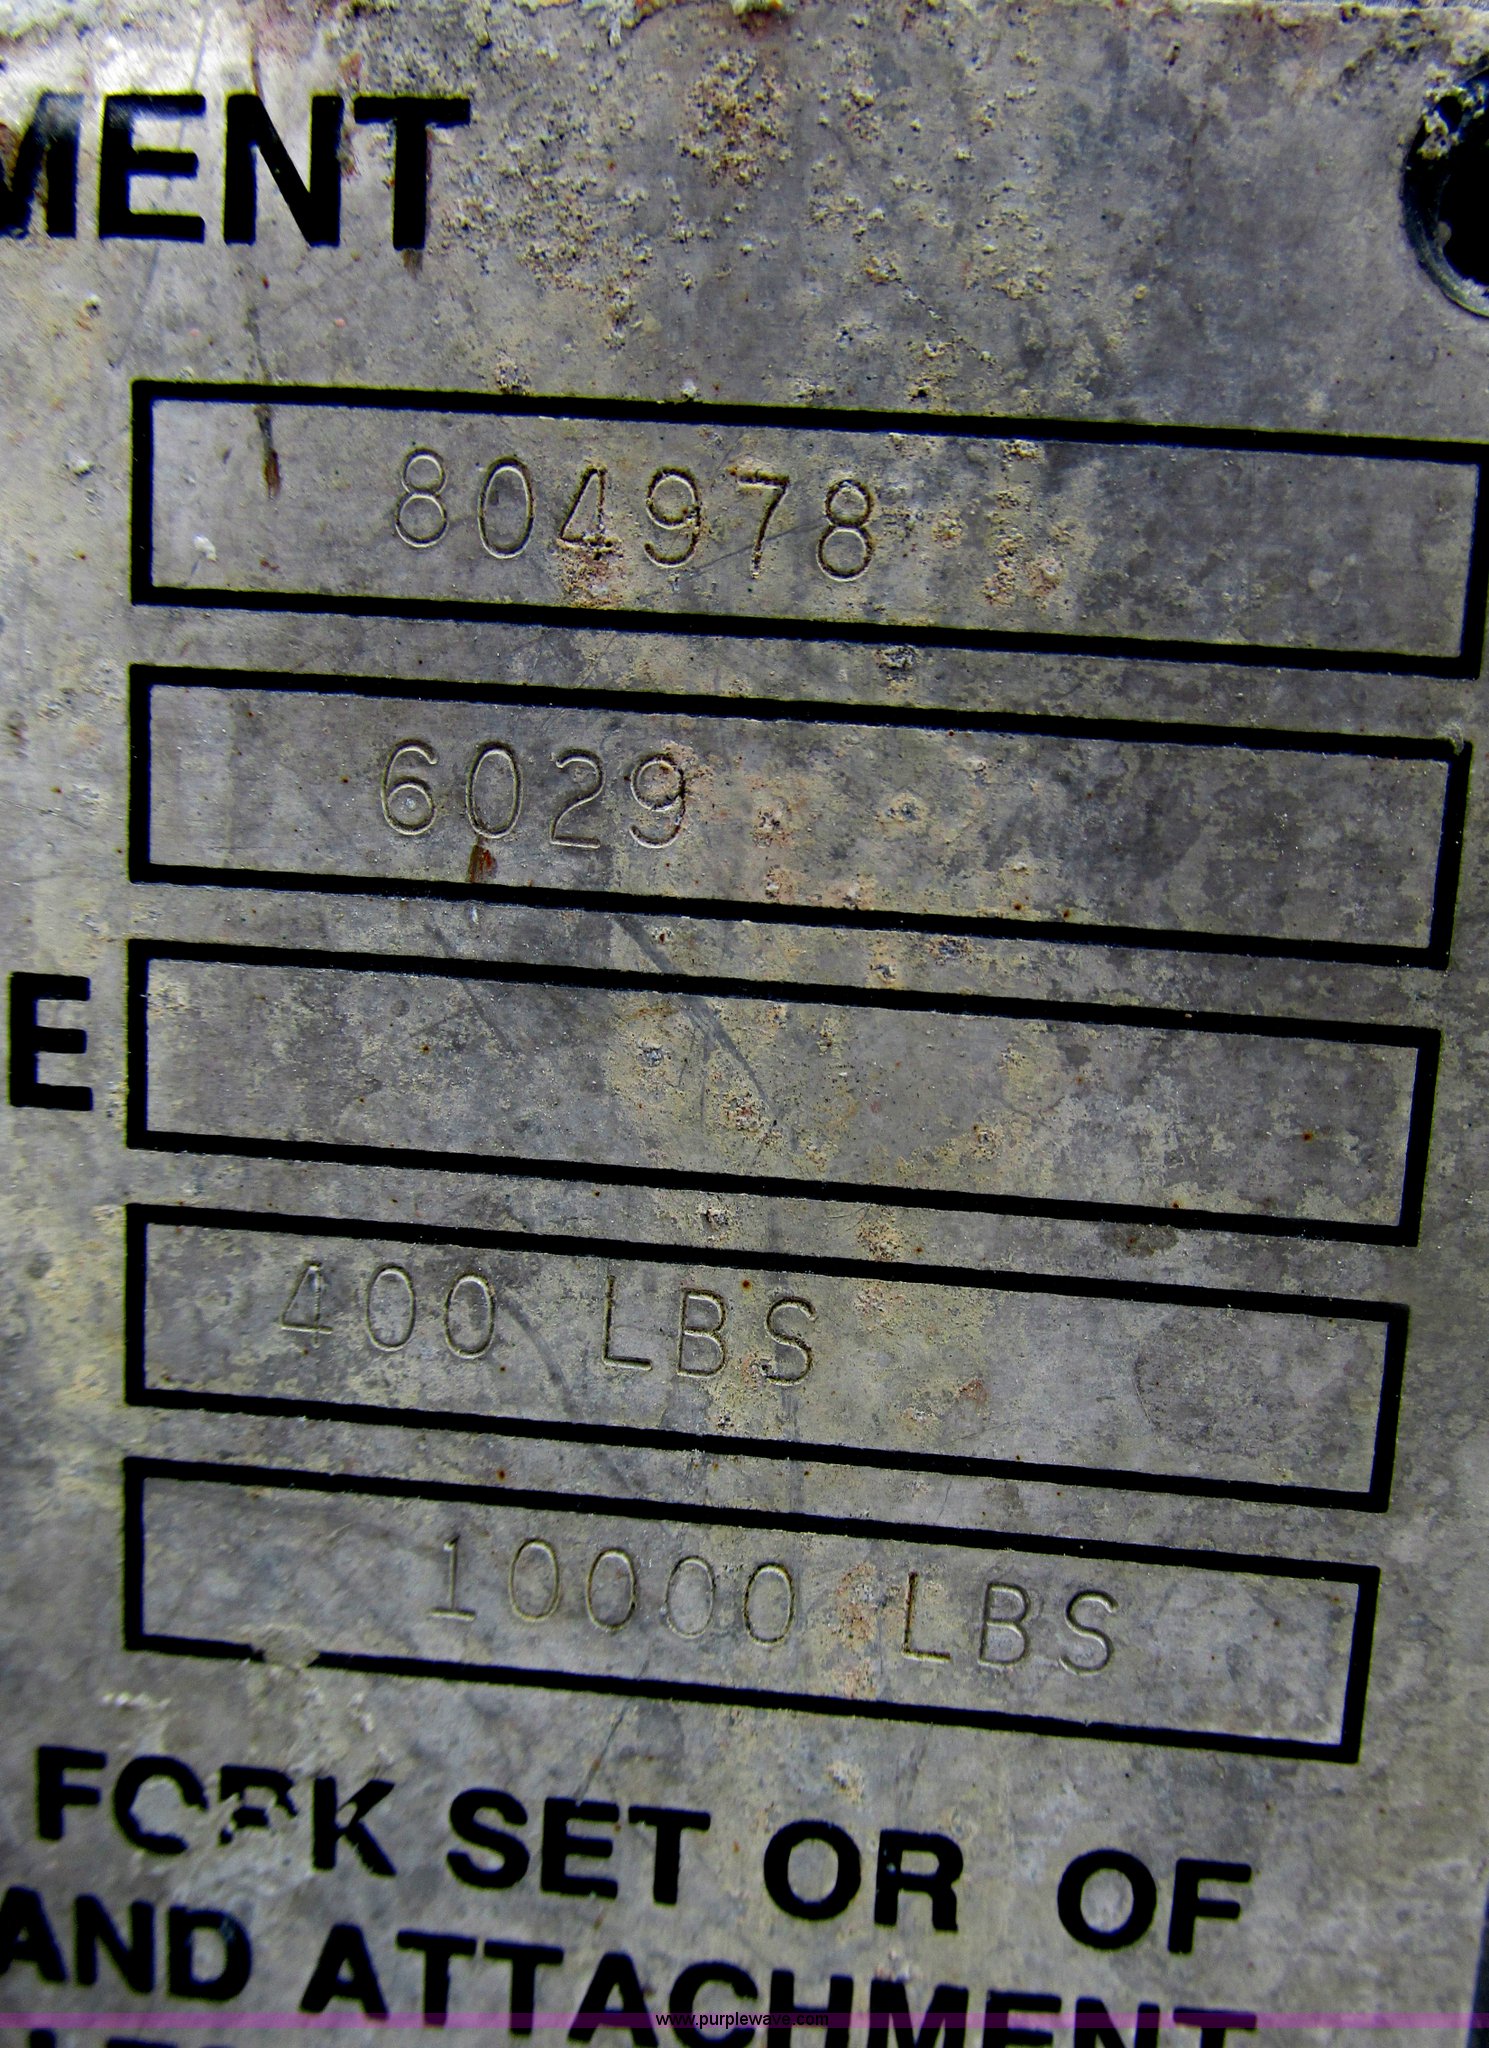 MENT
804978
6029
E
400 LBS
10000 LBS
FORK SET OR OF
AND ATTACHMENT
www.purplewave.com